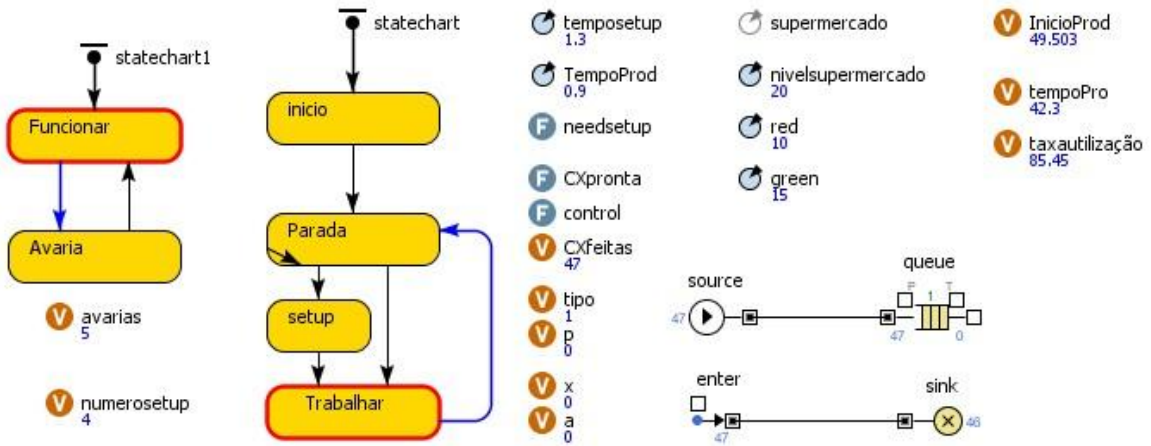 statechart1
Funcionar
Avaria
avarias
5
numerosetup
4
statechart
inicio
Parada
setup
Trabalhar
temposetup
1.3
TempoProd
0.9
F needsetup
F CXpronta
F control
V CXfeitas
47
V tipo
1
V p
0
V x
0
V a
0
supermercado
nivelsupermercado
20
red
10
green
15
V InicioProd
49.503
V tempoPro
42.3
V taxautilização
85.45
source
47
queue
P 1 T
47 0
enter
47
sink
46